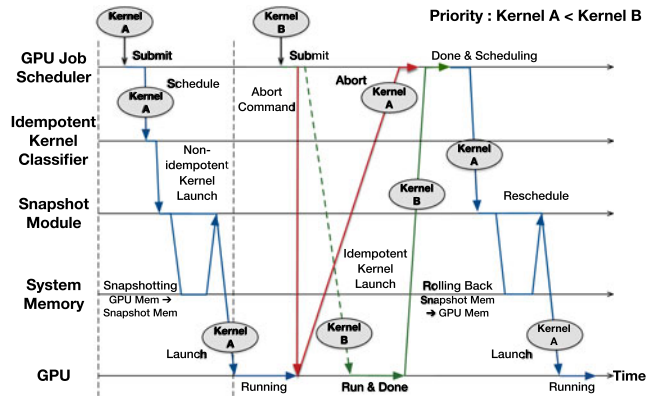 Kernel
A
Kernel
B
Priority : Kernel A < Kernel B
Submit
Submit
Done & Scheduling
GPU Job
Scheduler
Schedule
Kernel
A
Abort
Command
Abort
Kernel
A
Idempotent
Kernel
Classifier
Non-
idempotent
Kernel
Launch
Kernel
A
Kernel
B
Reschedule
Snapshot
Module
Idempotent
Kernel
Launch
System
Memory
Snapshotting
GPU Mem ➔
Snapshot Mem
Rolling Back
Snapshot Mem
➔ GPU Mem
Kernel
A
Kernel
B
Kernel
A
Launch
Launch
GPU
Time
Running
Run & Done
Running